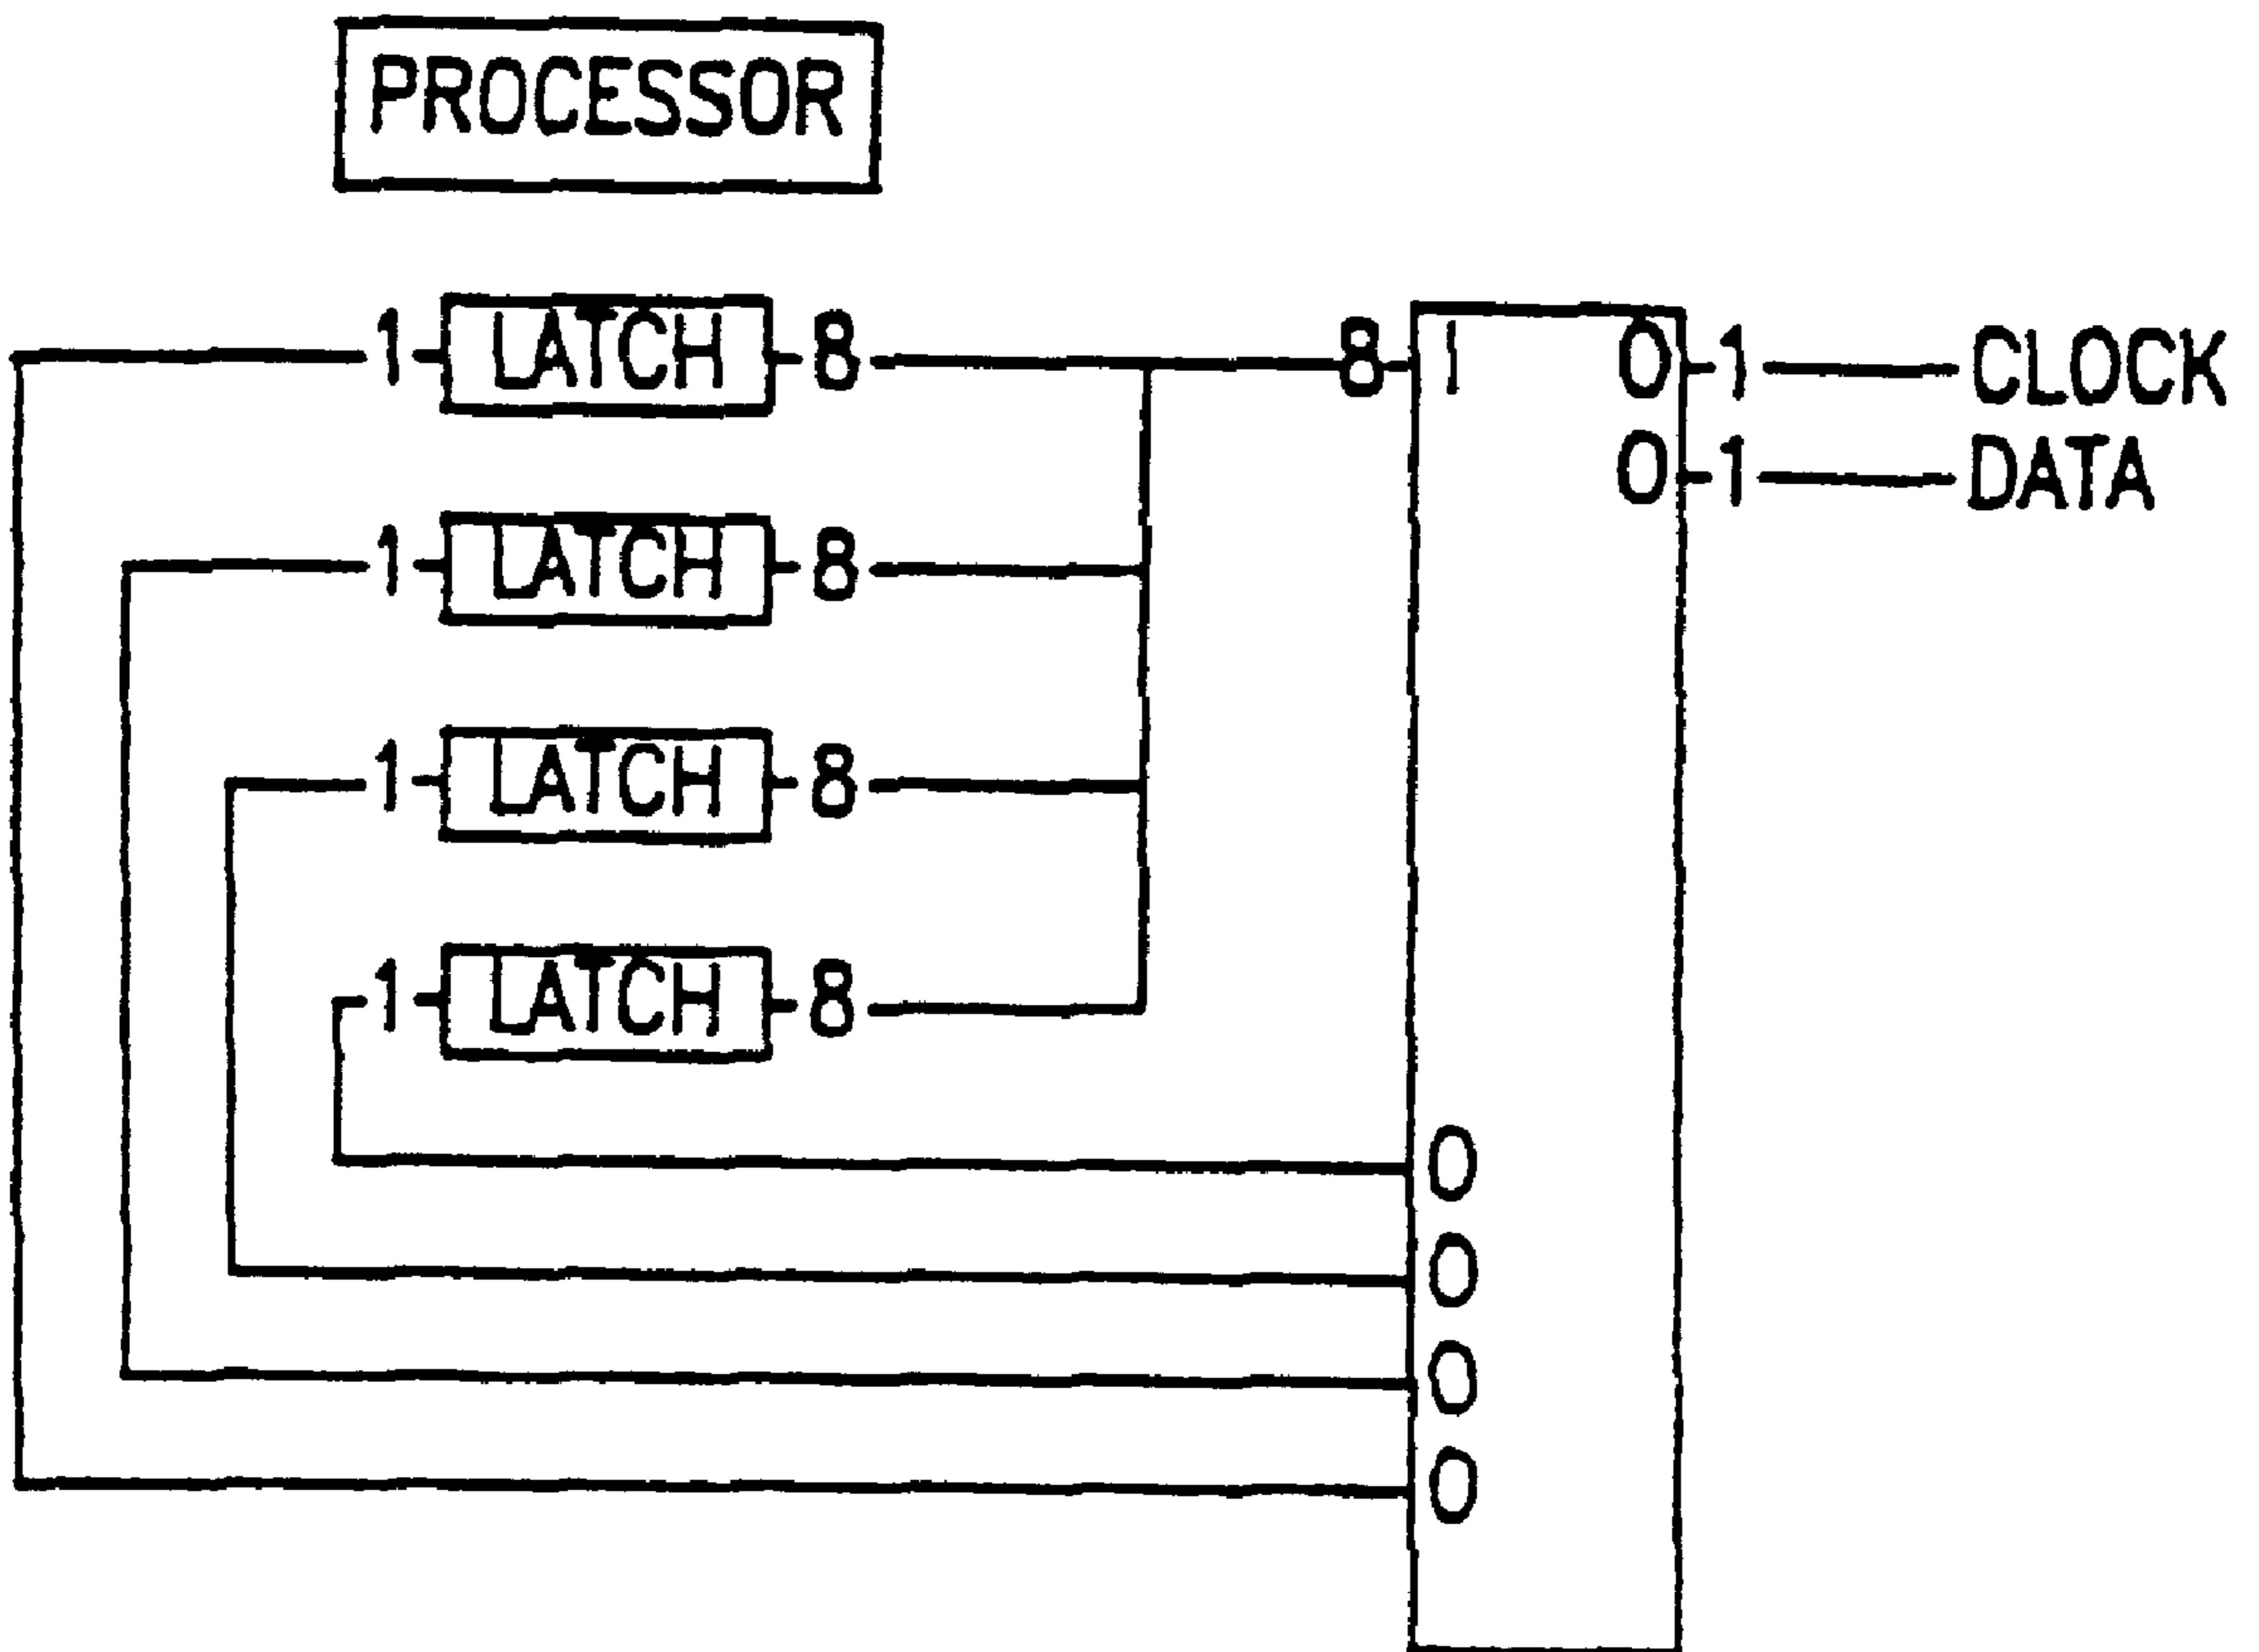 PROCESSOR
1 LATCH 8 8 I O 1 CLOCK
O 1 DATA
1 LATCH 8
1 LATCH 8
1 LATCH 8
O
O
O
O